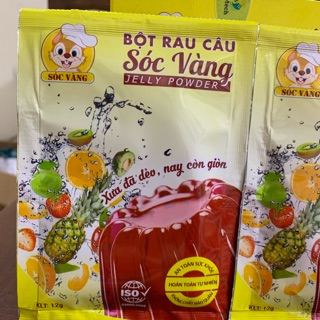 BỘT RAU CÂU
Sóc Vàng
JELLY POWDER
SÓC VÀNG
Xưa đã dẻo, nay còn giòn
AN TOÀN SỨC KHỎE
HOÀN TOÀN TỰ NHIÊN
ISO
KLT: 12g
SÓC VÀNG
KLT: 12g